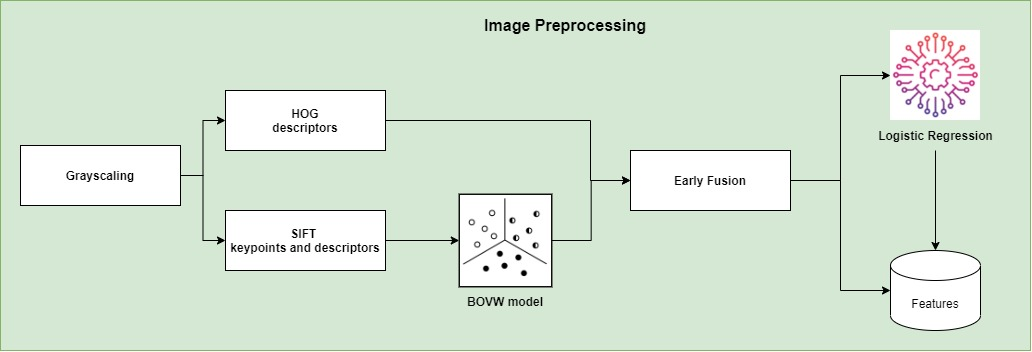 Image Preprocessing
Grayscaling
HOG
descriptors
SIFT
keypoints and descriptors
BOVW model
Early Fusion
Logistic Regression
Features